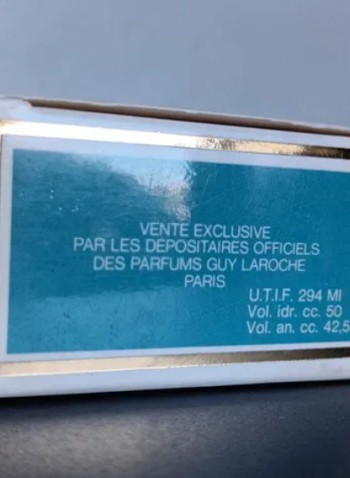 VENTE EXCLUSIVE
PAR LES DÉPOSITAIRES OFFICIELS
DES PARFUMS GUY LAROCHE
PARIS
U.T.I.F. 294 MI
Vol. idr. cc. 50
Vol. an. cc. 42,5